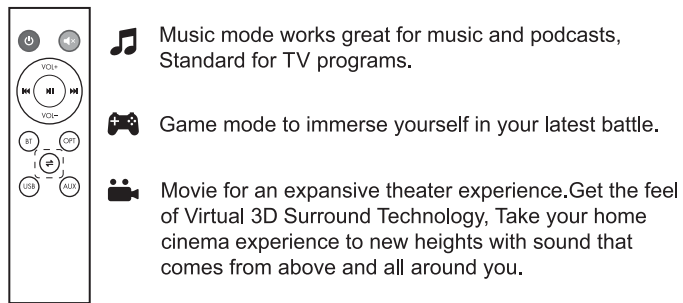 VOL+
VOL–
BT
OPT
USB
AUX
Music mode works great for music and podcasts,
Standard for TV programs.
Game mode to immerse yourself in your latest battle.
Movie for an expansive theater experience.Get the feel
of Virtual 3D Surround Technology, Take your home
cinema experience to new heights with sound that
comes from above and all around you.